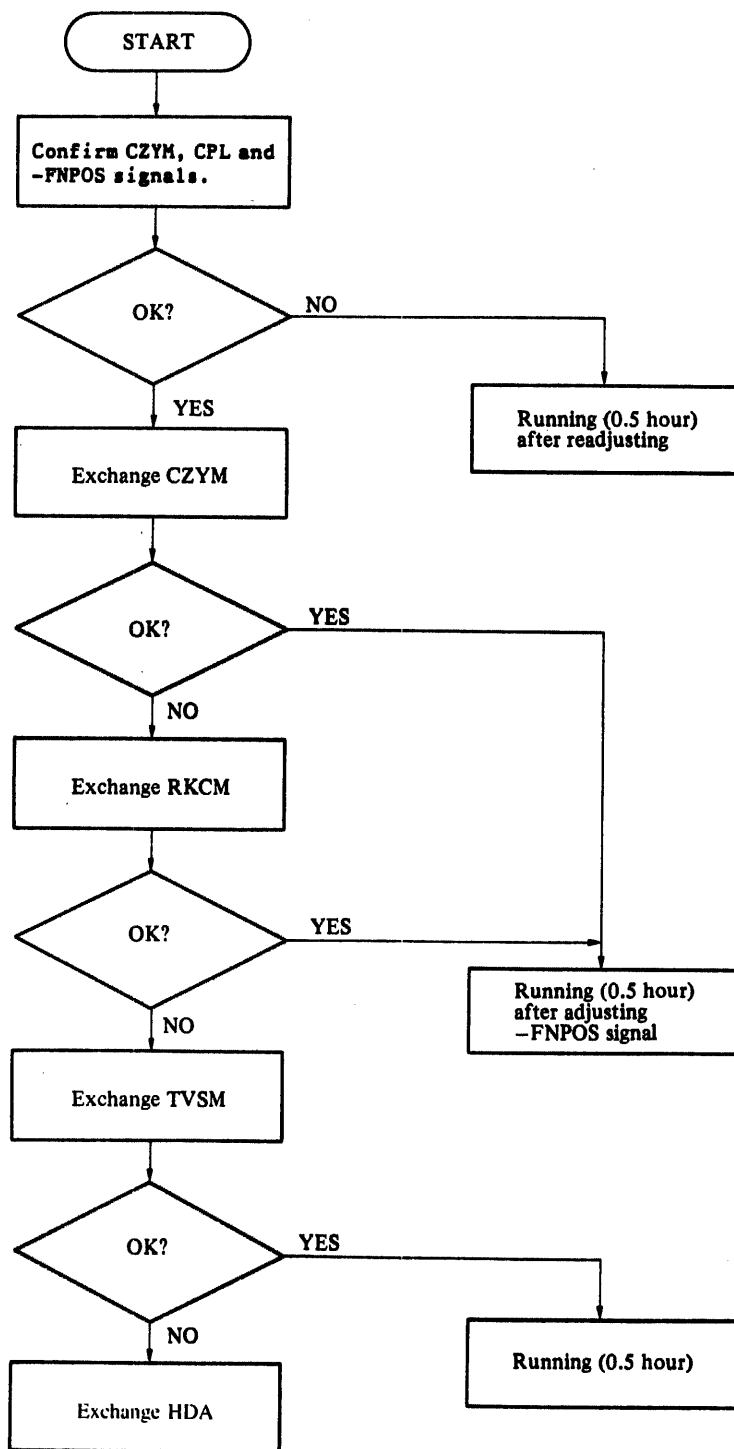 START
Confirm CZYM, CPL and
-FNPOS signals.
OK?
NO
YES
Running (0.5 hour)
after readjusting
Exchange CZYM
OK?
YES
NO
Exchange RKCM
OK?
YES
NO
Running (0.5 hour)
after adjusting
-FNPOS signal
Exchange TVSM
OK?
YES
NO
Running (0.5 hour)
Exchange HDA